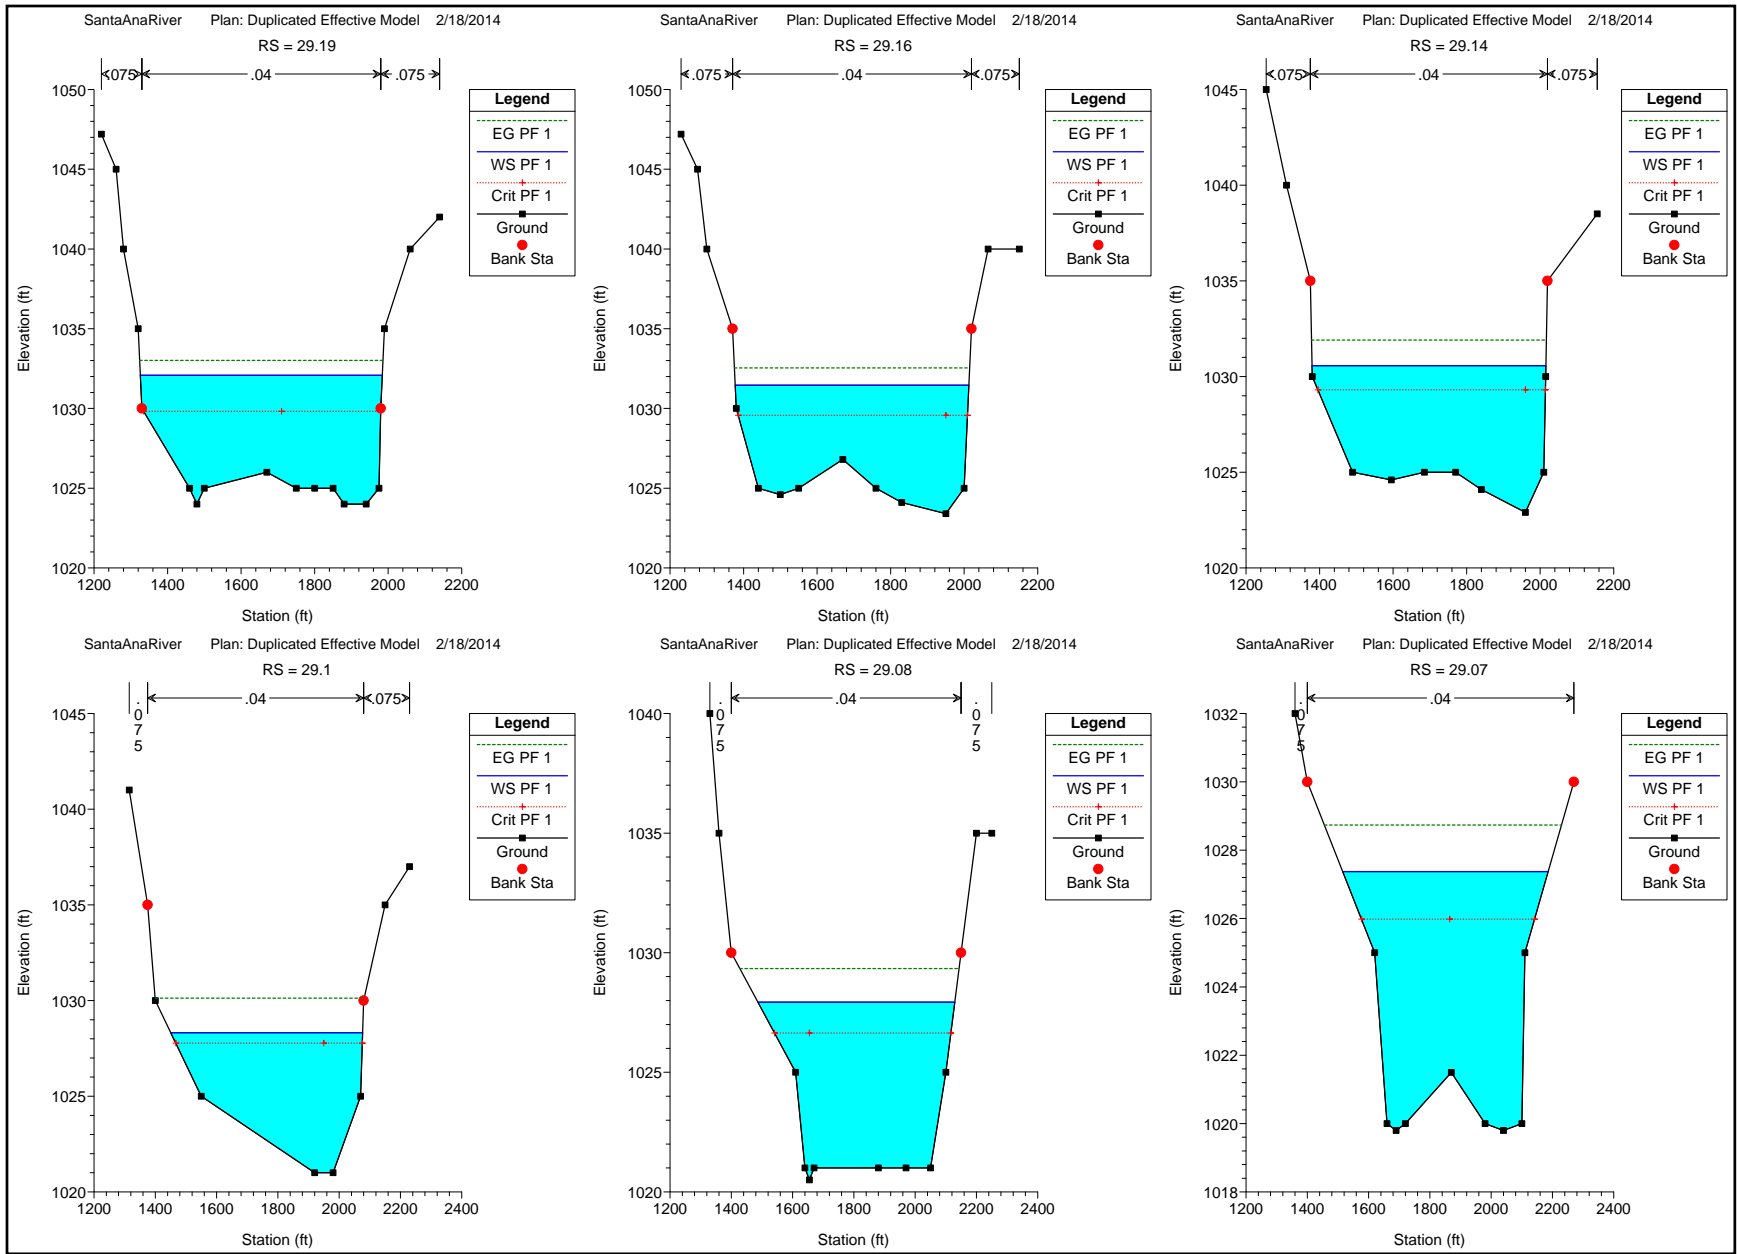 SantaAnaRiver Plan: Duplicated Effective Model 2/18/2014
RS = 29.19
.075 .04 .075
1050
1045
1040
1035
1030
1025
1020
Elevation (ft)
1200 1400 1600 1800 2000 2200
Station (ft)
Legend
EG PF 1
WS PF 1
Crit PF 1
Ground
Bank Sta
SantaAnaRiver Plan: Duplicated Effective Model 2/18/2014
RS = 29.16
.075 .04 .075
1050
1045
1040
1035
1030
1025
1020
Elevation (ft)
1200 1400 1600 1800 2000 2200
Station (ft)
Legend
EG PF 1
WS PF 1
Crit PF 1
Ground
Bank Sta
SantaAnaRiver Plan: Duplicated Effective Model 2/18/2014
RS = 29.14
.075 .04 .075
1045
1040
1035
1030
1025
1020
Elevation (ft)
1200 1400 1600 1800 2000 2200
Station (ft)
Legend
EG PF 1
WS PF 1
Crit PF 1
Ground
Bank Sta
SantaAnaRiver Plan: Duplicated Effective Model 2/18/2014
RS = 29.1
.075 .04 .075
1045
1040
1035
1030
1025
1020
Elevation (ft)
1200 1400 1600 1800 2000 2200 2400
Station (ft)
Legend
EG PF 1
WS PF 1
Crit PF 1
Ground
Bank Sta
SantaAnaRiver Plan: Duplicated Effective Model 2/18/2014
RS = 29.08
.075 .04 .075
1040
1035
1030
1025
1020
Elevation (ft)
1200 1400 1600 1800 2000 2200 2400
Station (ft)
Legend
EG PF 1
WS PF 1
Crit PF 1
Ground
Bank Sta
SantaAnaRiver Plan: Duplicated Effective Model 2/18/2014
RS = 29.07
.075 .04
1032
1030
1028
1026
1024
1022
1020
1018
Elevation (ft)
1200 1400 1600 1800 2000 2200 2400
Station (ft)
Legend
EG PF 1
WS PF 1
Crit PF 1
Ground
Bank Sta